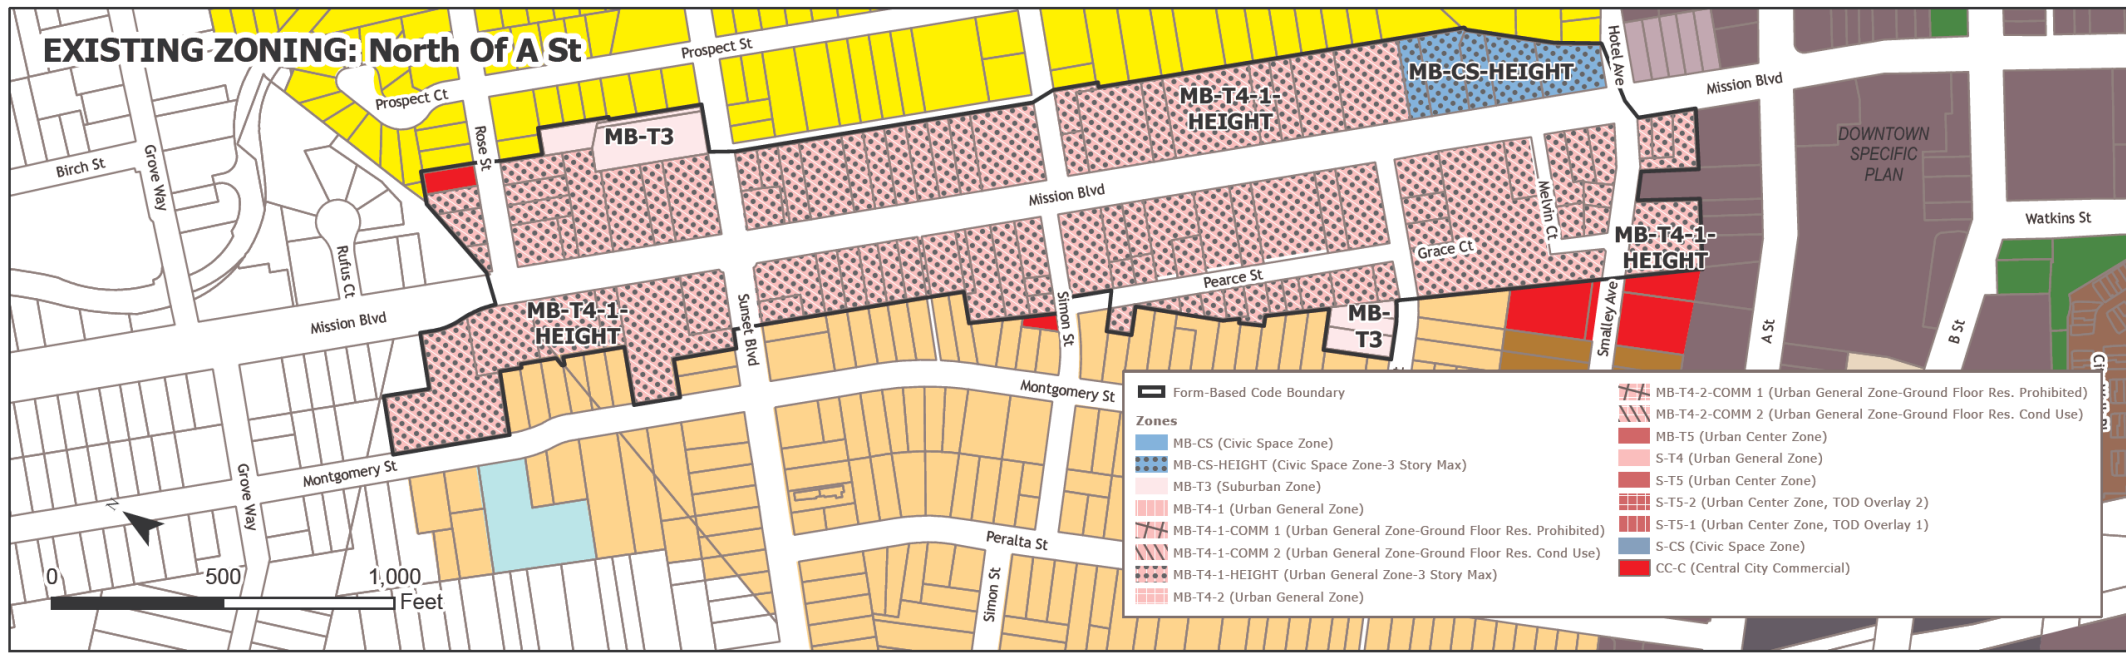 EXISTING ZONING: North Of A St
Prospect St
Prospect Ct
Hotel Ave
Mission Blvd
MB-CS-HEIGHT
MB-T4-1-
HEIGHT
MB-T3
Rose St
Birch St
Grove Way
DOWNTOWN
SPECIFIC
PLAN
Mission Blvd
Melvin Ct
Watkins St
Rufus Ct
Grace Ct
MB-T4-1-
HEIGHT
Pearce St
Mission Blvd
MB-T4-1-
HEIGHT
Sunset Blvd
Simon St
MB-
T3
Smalley Ave
A St
B St
Montgomery St
Montgomery St
Grove Way
N
Peralta St
Simon St
0 500 1,000
Feet
Form-Based Code Boundary
Zones
MB-CS (Civic Space Zone)
MB-CS-HEIGHT (Civic Space Zone-3 Story Max)
MB-T3 (Suburban Zone)
MB-T4-1 (Urban General Zone)
MB-T4-1-COMM 1 (Urban General Zone-Ground Floor Res. Prohibited)
MB-T4-1-COMM 2 (Urban General Zone-Ground Floor Res. Cond Use)
MB-T4-1-HEIGHT (Urban General Zone-3 Story Max)
MB-T4-2 (Urban General Zone)
MB-T4-2-COMM 1 (Urban General Zone-Ground Floor Res. Prohibited)
MB-T4-2-COMM 2 (Urban General Zone-Ground Floor Res. Cond Use)
MB-T5 (Urban Center Zone)
S-T4 (Urban General Zone)
S-T5 (Urban Center Zone)
S-T5-2 (Urban Center Zone, TOD Overlay 2)
S-T5-1 (Urban Center Zone, TOD Overlay 1)
S-CS (Civic Space Zone)
CC-C (Central City Commercial)